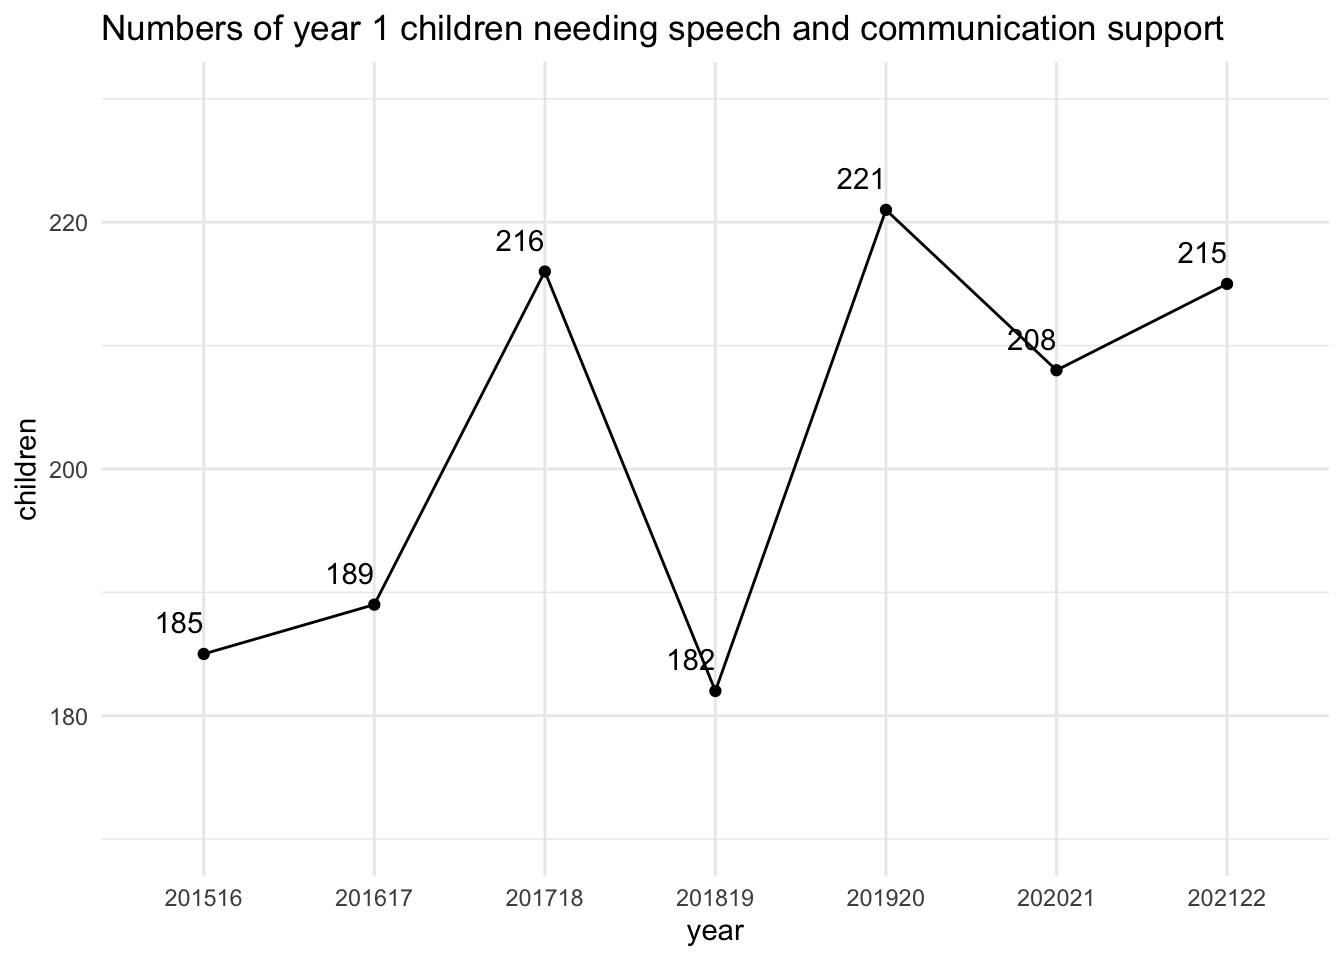 Numbers of year 1 children needing speech and communication support
221
220
216
215
208
children
200
189
185
182
180
201516 201617 201718 201819 201920 202021 202122
year